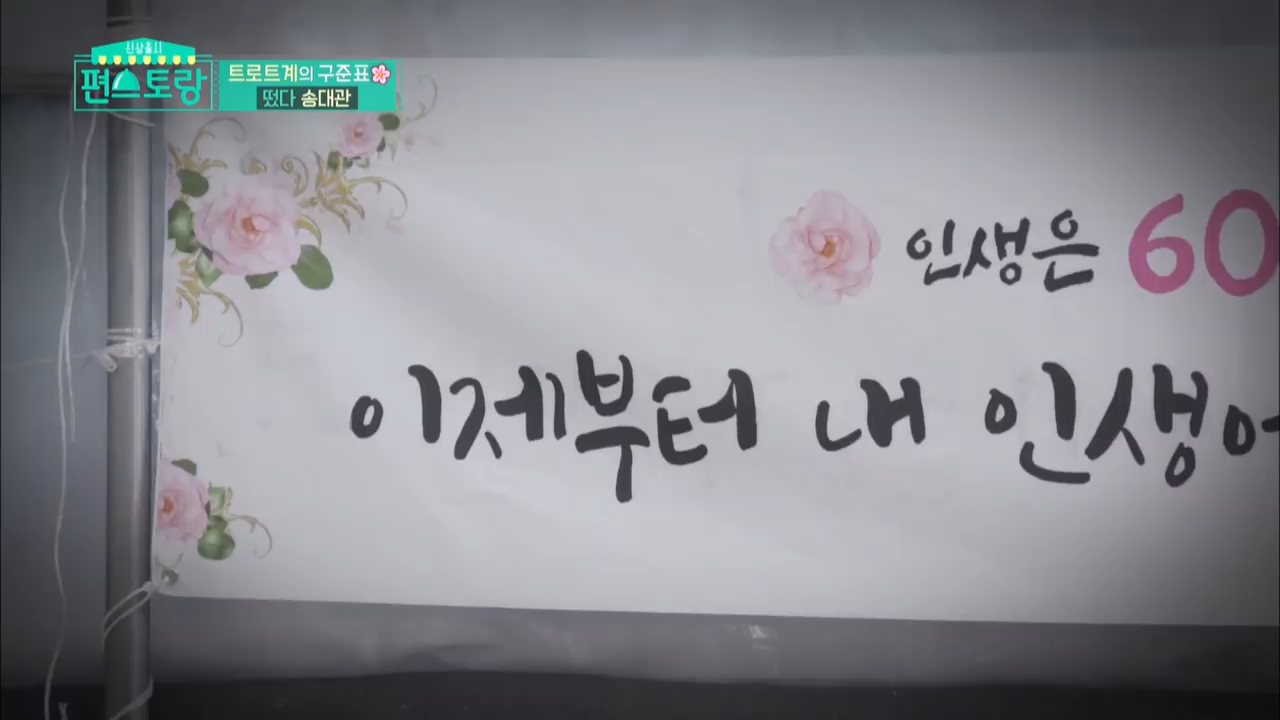 신상출시
편스토랑
트로트계의 구준표
떴다 송대관
인생은 60
이제부터 내 인생